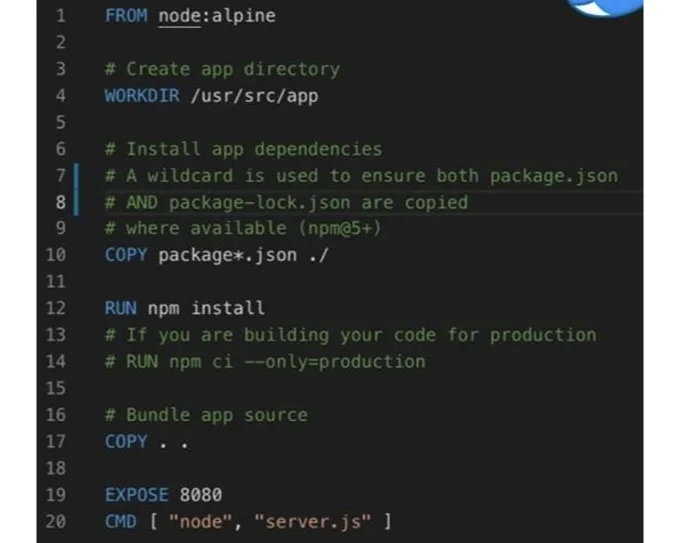 1 FROM node:alpine
2
3 # Create app directory
4 WORKDIR /usr/src/app
5
6 # Install app dependencies
7 # A wildcard is used to ensure both package.json
8 # AND package-lock.json are copied
9 # where available (npm@5+)
10 COPY package*.json ./
11
12 RUN npm install
13 # If you are building your code for production
14 # RUN npm ci --only=production
15
16 # Bundle app source
17 COPY . .
18
19 EXPOSE 8080
20 CMD [ "node", "server.js" ]